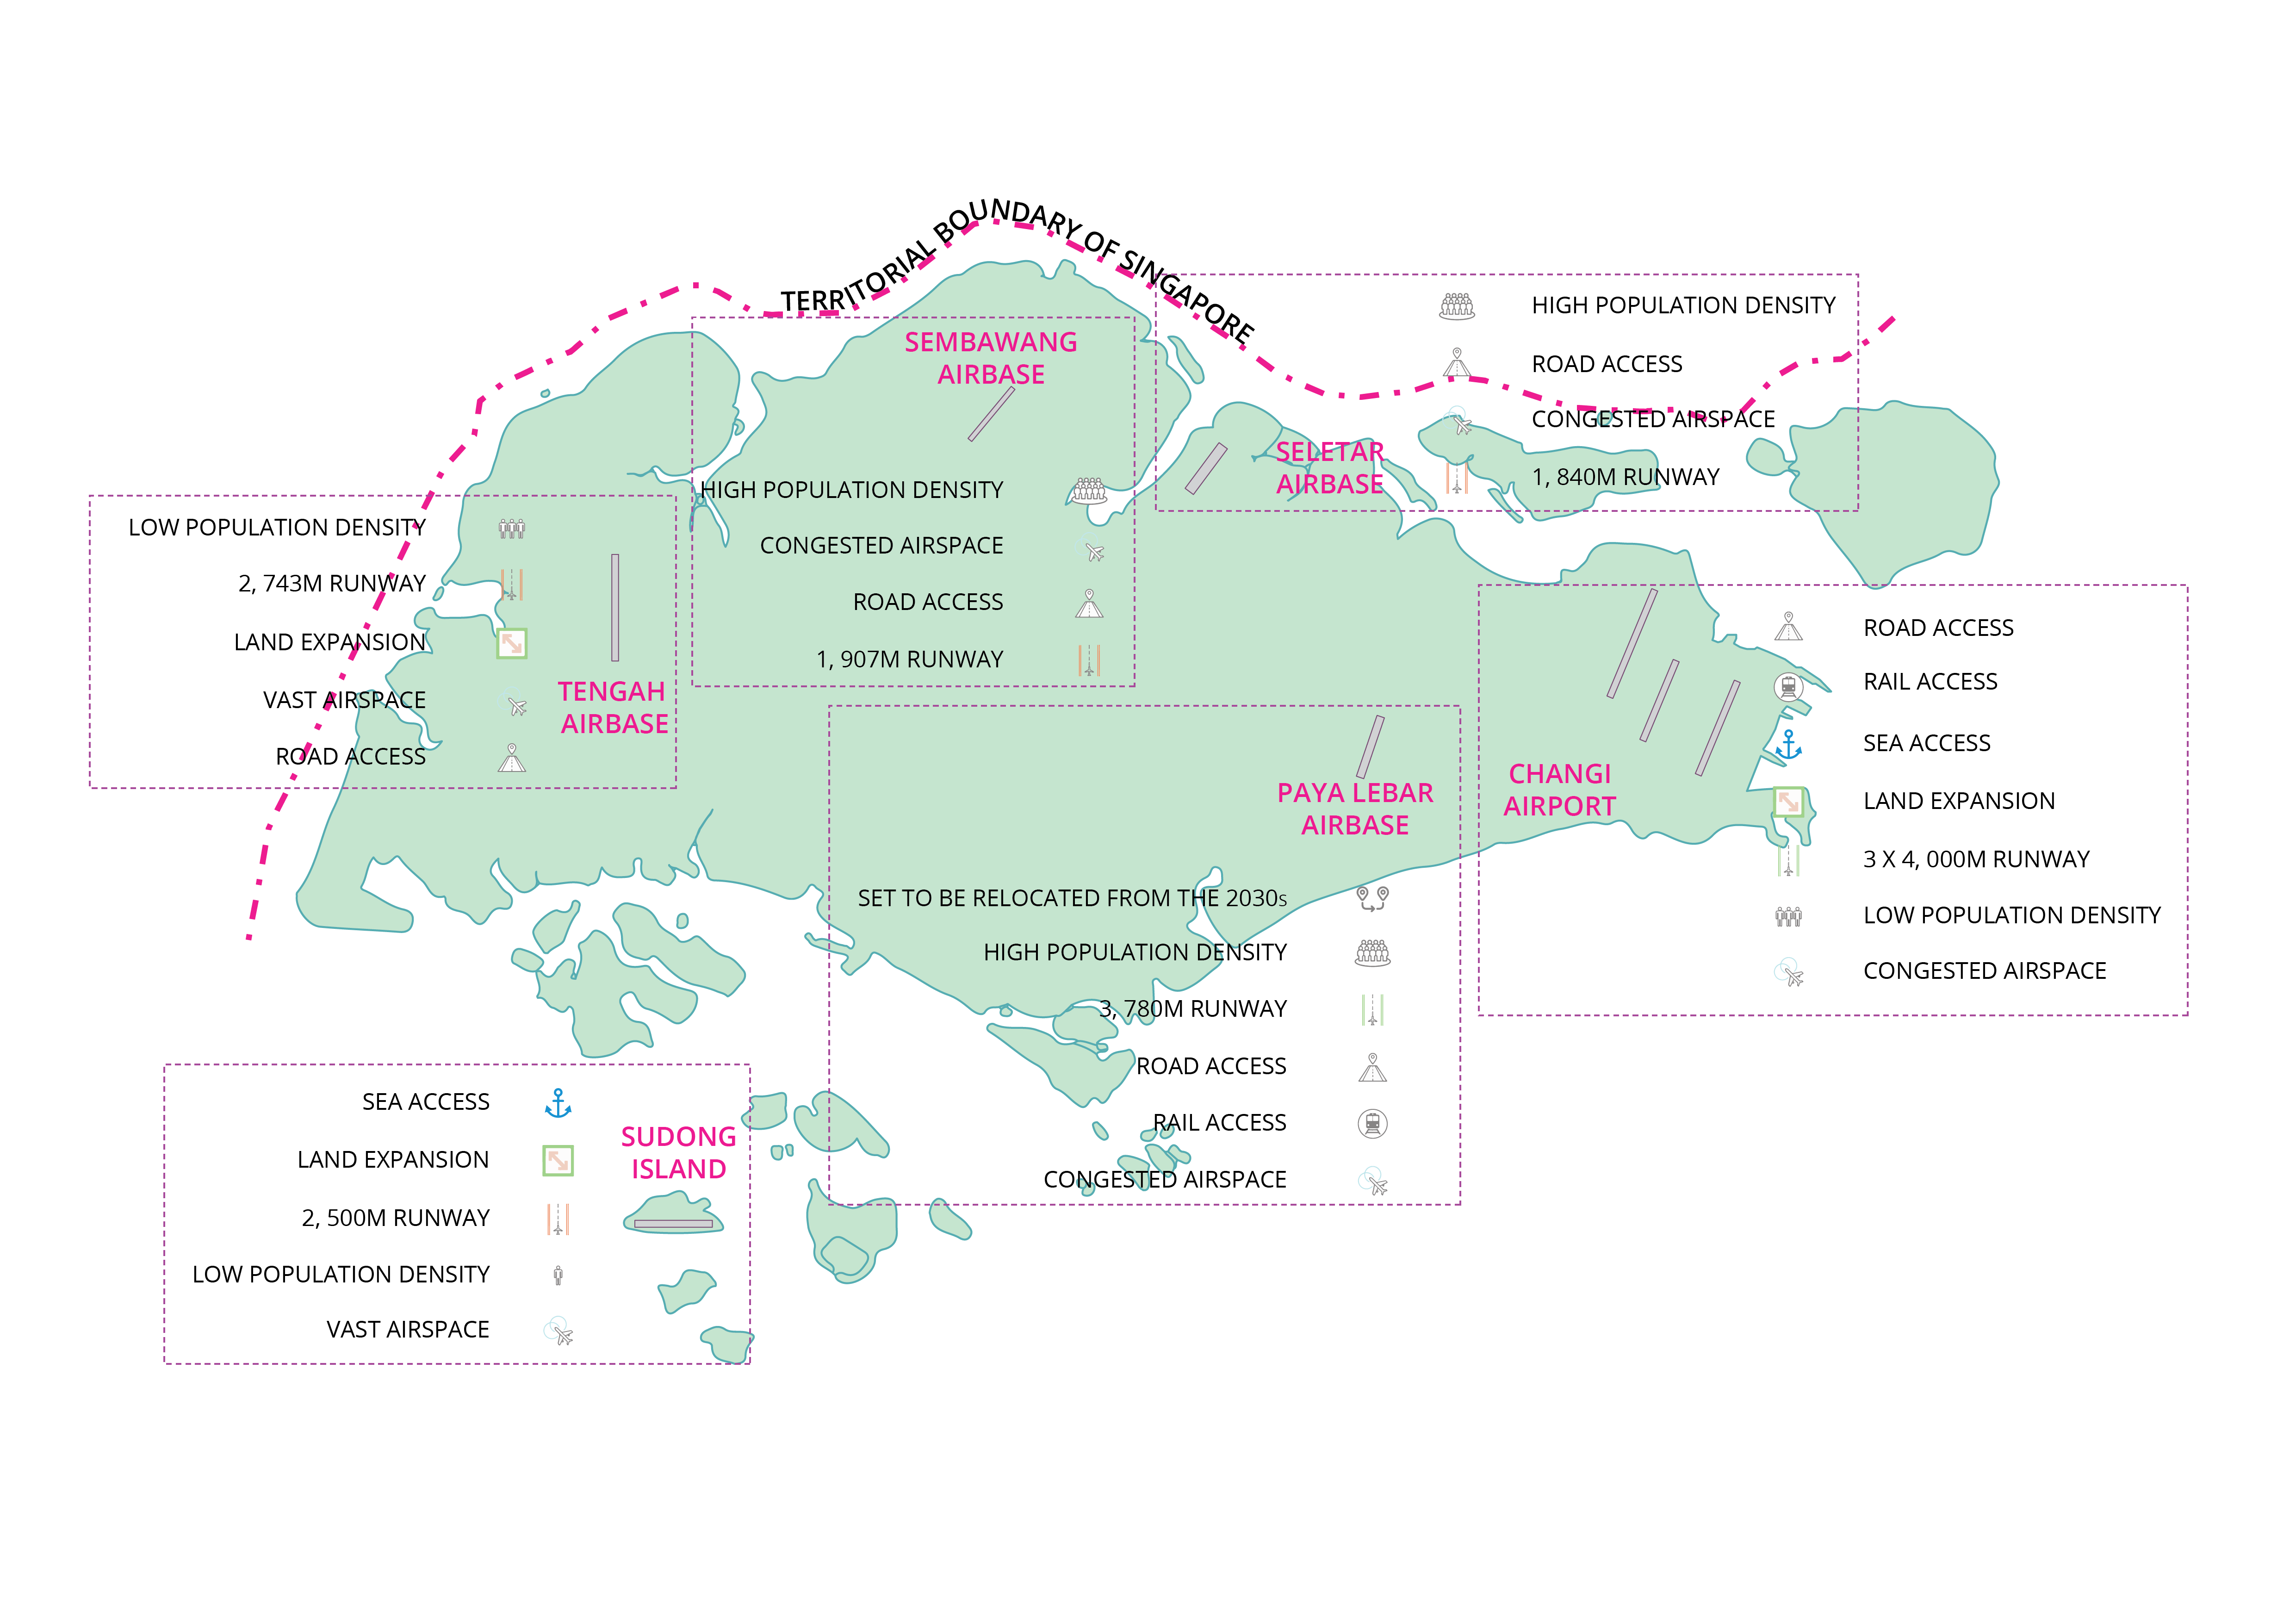 TERRITORIAL BOUNDARY OF SINGAPORE
SEMBAWANG
AIRBASE
HIGH POPULATION DENSITY
CONGESTED AIRSPACE
ROAD ACCESS
1, 907M RUNWAY
HIGH POPULATION DENSITY
ROAD ACCESS
CONGESTED AIRSPACE
1, 840M RUNWAY
SELETAR
AIRBASE
LOW POPULATION DENSITY
2, 743M RUNWAY
LAND EXPANSION
VAST AIRSPACE
ROAD ACCESS
TENGAH
AIRBASE
PAYA LEBAR
AIRBASE
SET TO BE RELOCATED FROM THE 2030s
HIGH POPULATION DENSITY
3, 780M RUNWAY
ROAD ACCESS
RAIL ACCESS
CONGESTED AIRSPACE
CHANGI
AIRPORT
ROAD ACCESS
RAIL ACCESS
SEA ACCESS
LAND EXPANSION
3 X 4, 000M RUNWAY
LOW POPULATION DENSITY
CONGESTED AIRSPACE
SEA ACCESS
LAND EXPANSION
2, 500M RUNWAY
LOW POPULATION DENSITY
VAST AIRSPACE
SUDONG
ISLAND